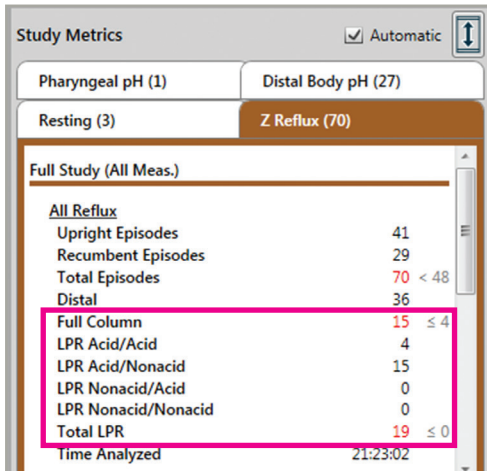 Study Metrics Automatic
Pharyngeal pH (1) Distal Body pH (27)
Resting (3) Z Reflux (70)
Full Study (All Meas.)
All Reflux
Upright Episodes 41
Recumbent Episodes 29
Total Episodes 70 < 48
Distal 36
Full Column 15 ≤ 4
LPR Acid/Acid 4
LPR Acid/Nonacid 15
LPR Nonacid/Acid 0
LPR Nonacid/Nonacid 0
Total LPR 19 ≤ 0
Time Analyzed 21:23:02